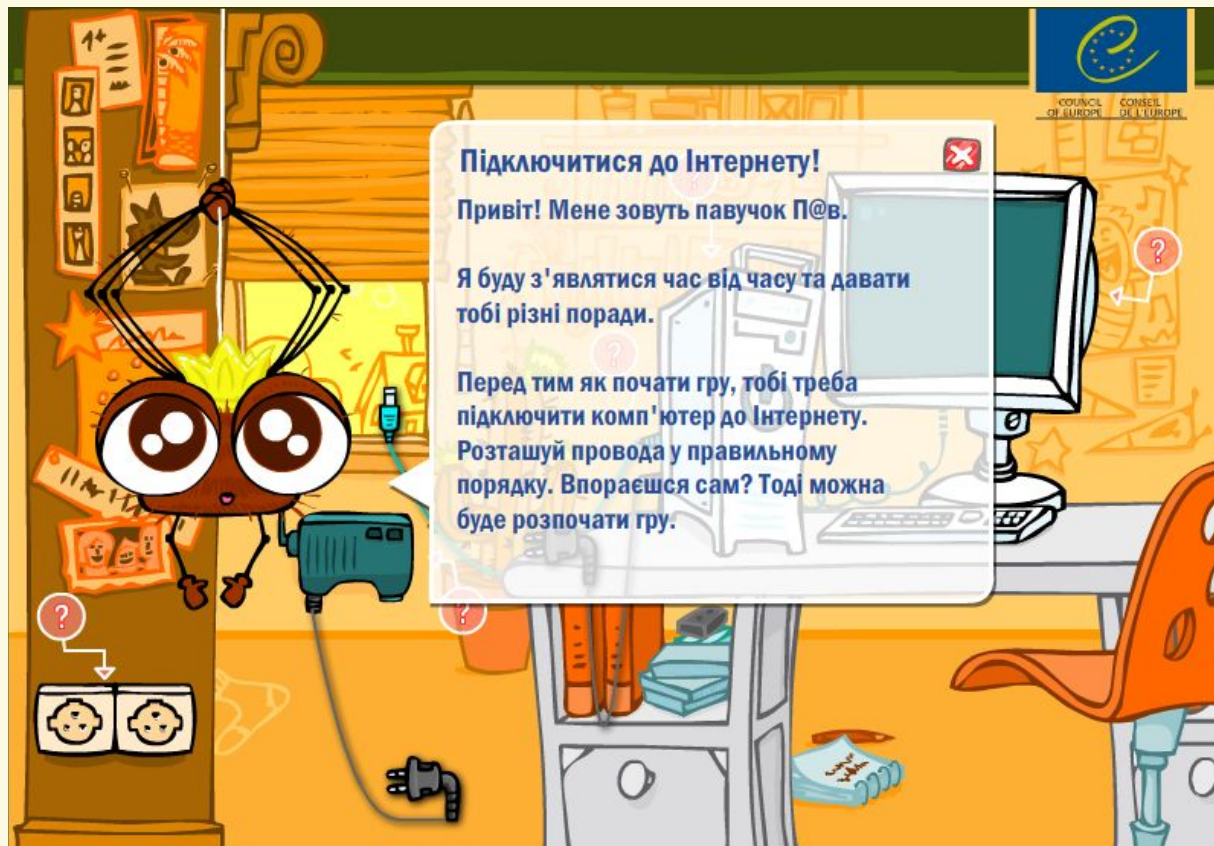 1+
COUNCIL CONSEIL
OF EUROPE DE L'EUROPE
Підключитися до Інтернету!
Привіт! Мене зовуть павучок П@в.
Я буду з'являтися час від часу та давати
тобі різні поради.
Перед тим як почати гру, тобі треба
підключити комп'ютер до Інтернету.
Розташуй провода у правильному
порядку. Впораєшся сам? Тоді можна
буде розпочати гру.
?
?
?
?
?